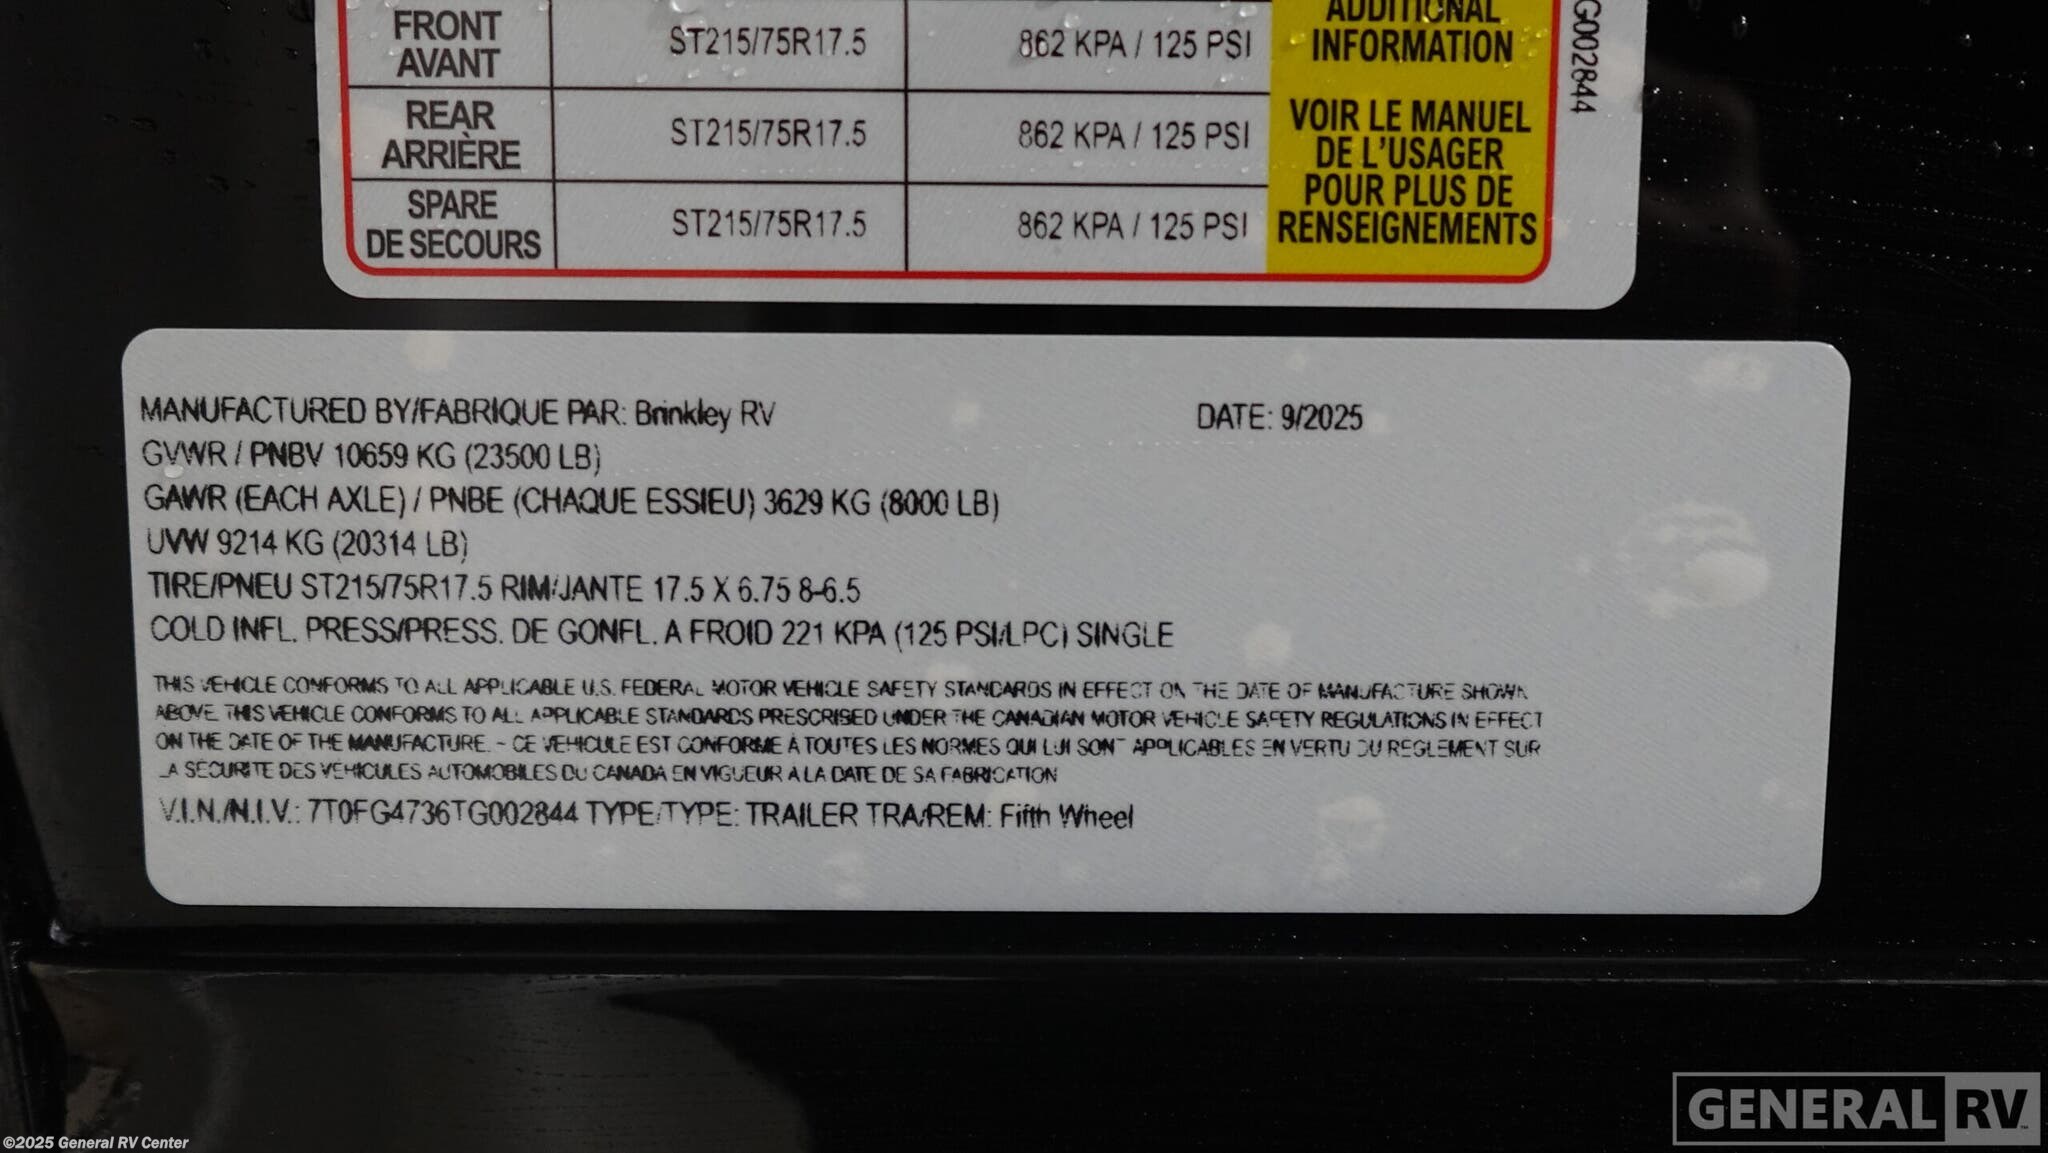 FRONT
AVANT
ST215/75R17.5
862 KPA / 125 PSI
REAR
ARRIÈRE
ST215/75R17.5
862 KPA / 125 PSI
SPARE
DE SECOURS
ST215/75R17.5
862 KPA / 125 PSI
ADDITIONAL
INFORMATION
VOIR LE MANUEL
DE L'USAGER
POUR PLUS DE
RENSEIGNEMENTS
G002844
MANUFACTURED BY/FABRIQUE PAR: Brinkley RV DATE: 9/2025
GVWR / PNBV 10659 KG (23500 LB)
GAWR (EACH AXLE) / PNBE (CHAQUE ESSIEU) 3629 KG (8000 LB)
UVW 9214 KG (20314 LB)
TIRE/PNEU ST215/75R17.5 RIM/JANTE 17.5 X 6.75 8-6.5
COLD INFL. PRESS/PRESS. DE GONFL. A FROID 221 KPA (125 PSI/LPC) SINGLE
THIS VEHICLE CONFORMS TO ALL APPLICABLE U.S. FEDERAL MOTOR VEHICLE SAFETY STANDARDS IN EFFECT ON THE DATE OF MANUFACTURE SHOWN
ABOVE. THIS VEHICLE CONFORMS TO ALL APPLICABLE STANDARDS PRESCRISED UNDER THE CANADIAN MOTOR VEHICLE SAFETY REGULATIONS IN EFFECT
ON THE DATE OF THE MANUFACTURE. - CE VEHICULE EST CONFORME À TOUTES LES NORMES QUI LUI SONT APPLICABLES EN VERTU DU REGLEMENT SUR
LA SECURITE DES VEHICULES AUTOMOBILES DU CANADA EN VIGUEUR A LA DATE DE SA FABRICATION
V.I.N./N.I.V.: 7T0FG4736TG002844 TYPE/TYPE: TRAILER TRA/REM: Fifth Wheel
GENERAL RV
©2025 General RV Center